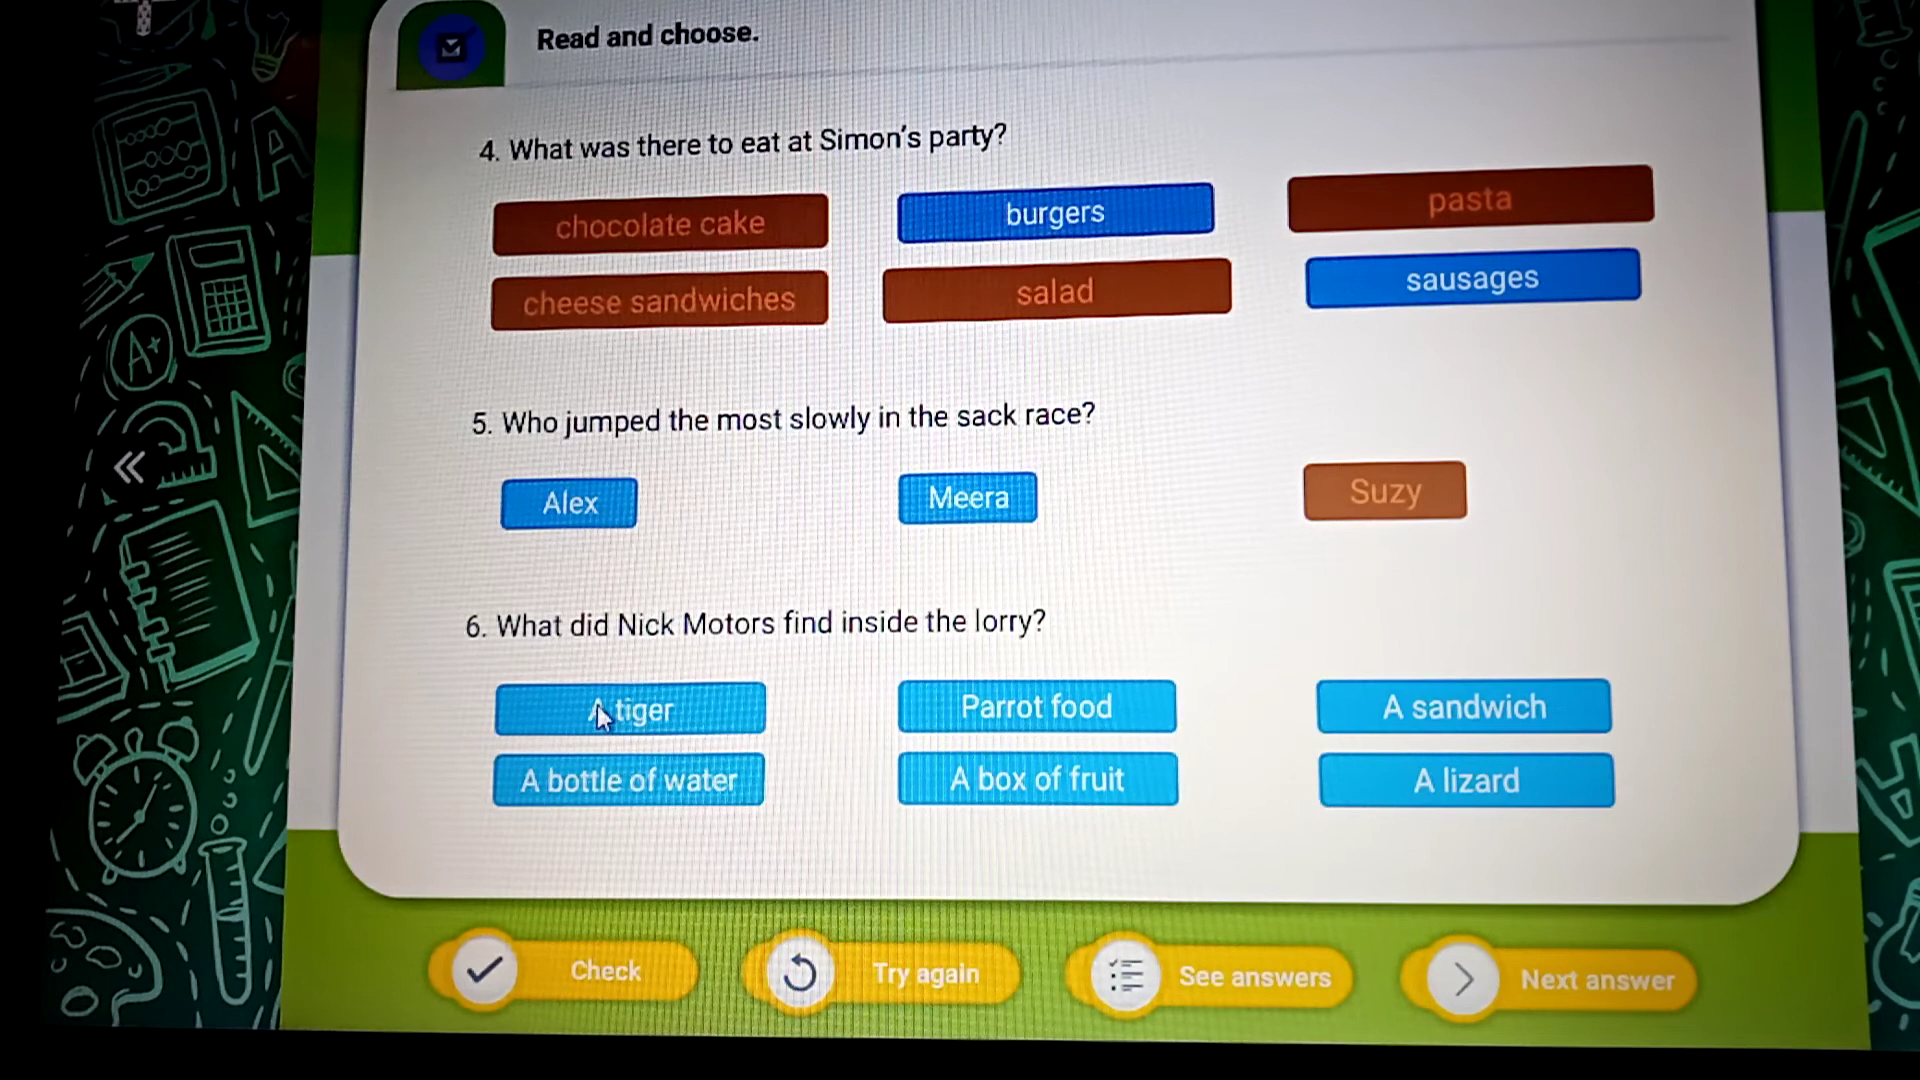 Read and choose.
4. What was there to eat at Simon's party?
chocolate cake burgers pasta
cheese sandwiches salad sausages
5. Who jumped the most slowly in the sack race?
Alex Meera Suzy
6. What did Nick Motors find inside the lorry?
A tiger Parrot food A sandwich
A bottle of water A box of fruit A lizard
Check Try again See answers Next answer
A
A+